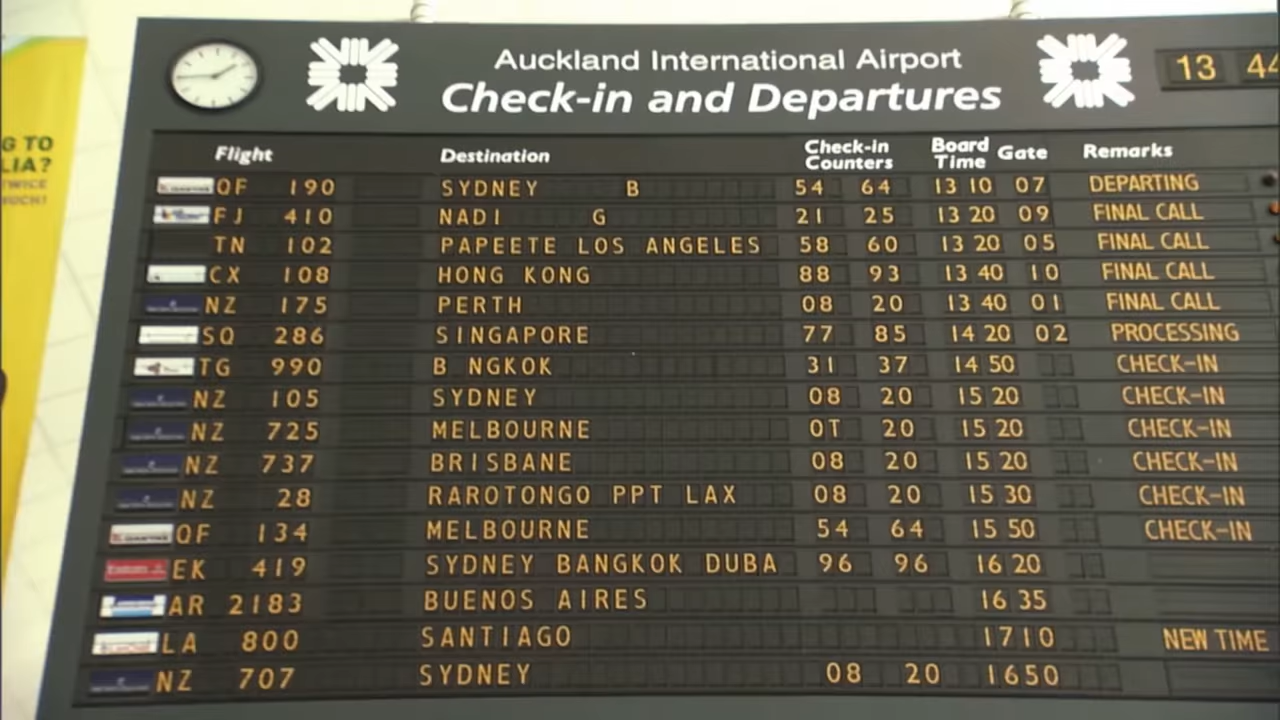 G TO
LIA?
TWICE
Auckland International Airport
Check-in and Departures
13 44
Flight Destination Check-in Counters Board Time Gate Remarks
QF 190 SYDNEY B 54 64 13 10 07 DEPARTING
FJ 410 NADI G 21 25 13 20 09 FINAL CALL
TN 102 PAPEETE LOS ANGELES 58 60 13 20 05 FINAL CALL
CX 108 HONG KONG 88 93 13 40 10 FINAL CALL
NZ 175 PERTH 08 20 13 40 01 FINAL CALL
SQ 286 SINGAPORE 77 85 14 20 02 PROCESSING
TG 990 B NGKOK 31 37 14 50 CHECK-IN
NZ 105 SYDNEY 08 20 15 20 CHECK-IN
NZ 725 MELBOURNE 0T 20 15 20 CHECK-IN
NZ 737 BRISBANE 08 20 15 20 CHECK-IN
NZ 28 RAROTONGO PPT LAX 08 20 15 30 CHECK-IN
QANTAS QF 134 MELBOURNE 54 64 15 50 CHECK-IN
Emirates EK 419 SYDNEY BANGKOK DUBA 96 96 16 20
AR 2183 BUENOS AIRES 16 35
LA 800 SANTIAGO 17 10 NEW TIME
NZ 707 SYDNEY 08 20 16 50